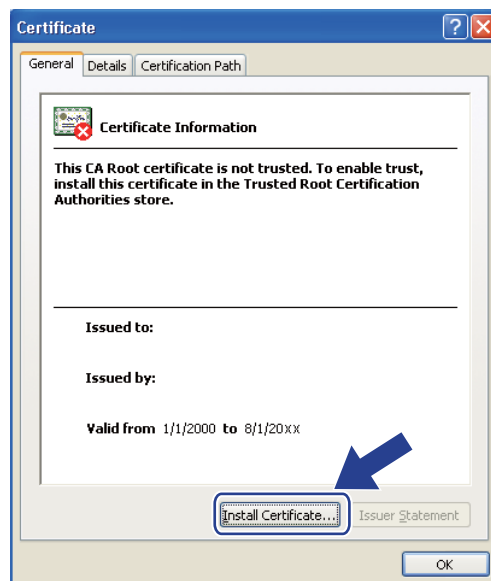 Certificate
General Details Certification Path
Certificate Information
This CA Root certificate is not trusted. To enable trust,
install this certificate in the Trusted Root Certification
Authorities store.
Issued to:
Issued by:
Valid from 1/1/2000 to 8/1/20xx
Install Certificate... Issuer Statement
OK